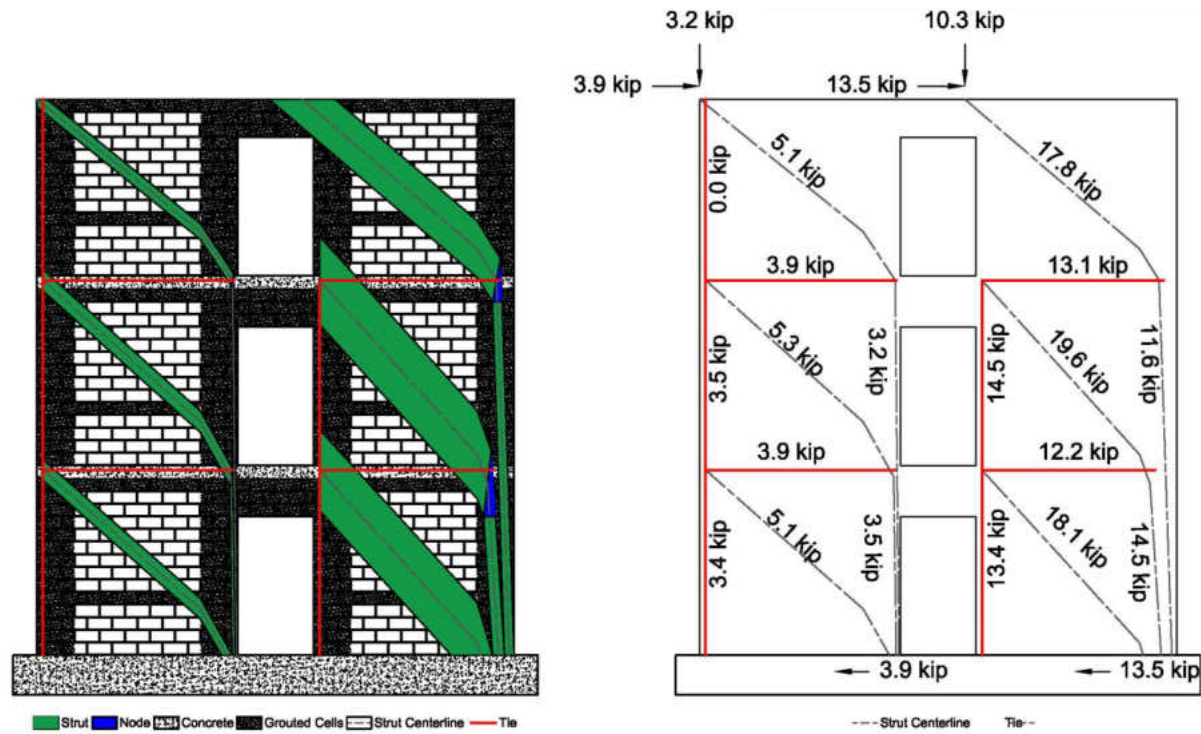 3.2 kip
10.3 kip
3.9 kip
13.5 kip
0.0 kip
5.1 kip
17.8 kip
3.9 kip
13.1 kip
3.5 kip
5.3 kip
3.2 kip
14.5 kip
19.6 kip
11.6 kip
3.9 kip
12.2 kip
3.4 kip
5.1 kip
3.5 kip
13.4 kip
18.1 kip
14.5 kip
3.9 kip
13.5 kip
Strut Node Concrete Grouted Cells Strut Centerline Tie
Strut Centerline Tie